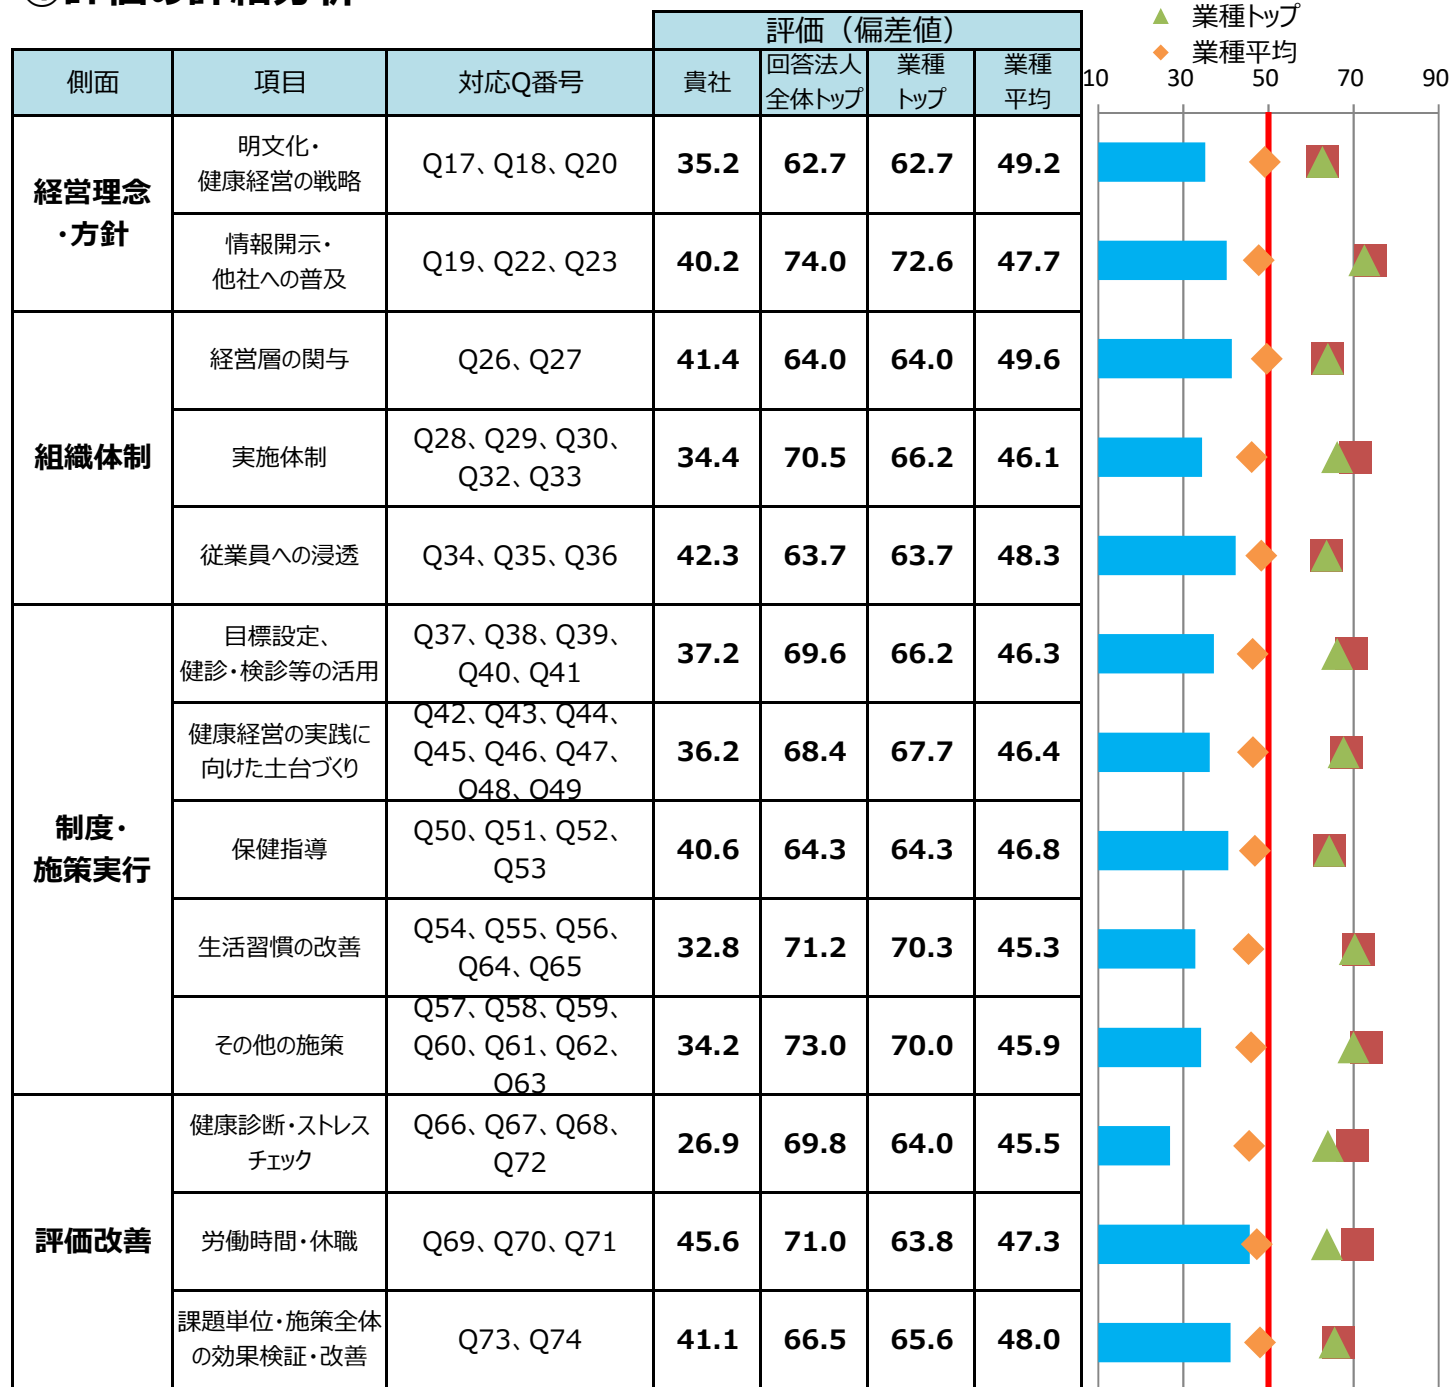 ①評価の詳細分析
▲ 業種トップ
◆ 業種平均
評価（偏差値）
側面 項目 対応Q番号 貴社 回答法人 業種 業種
全体トップ トップ 平均
10 30 50 70 90
経営理念
・方針
明文化・
健康経営の戦略
Q17、Q18、Q20 35.2 62.7 62.7 49.2
情報開示・
他社への普及
Q19、Q22、Q23 40.2 74.0 72.6 47.7
組織体制
経営層の関与 Q26、Q27 41.4 64.0 64.0 49.6
実施体制
Q28、Q29、Q30、
Q32、Q33
34.4 70.5 66.2 46.1
従業員への浸透 Q34、Q35、Q36 42.3 63.7 63.7 48.3
制度・
施策実行
目標設定、
健診・検診等の活用
Q37、Q38、Q39、
Q40、Q41
37.2 69.6 66.2 46.3
健康経営の実践に
向けた土台づくり
Q42、Q43、Q44、
Q45、Q46、Q47、
Q48、Q49
36.2 68.4 67.7 46.4
保健指導
Q50、Q51、Q52、
Q53
40.6 64.3 64.3 46.8
生活習慣の改善
Q54、Q55、Q56、
Q64、Q65
32.8 71.2 70.3 45.3
その他の施策
Q57、Q58、Q59、
Q60、Q61、Q62、
Q63
34.2 73.0 70.0 45.9
評価改善
健康診断・ストレス
チェック
Q66、Q67、Q68、
Q72
26.9 69.8 64.0 45.5
労働時間・休職 Q69、Q70、Q71 45.6 71.0 63.8 47.3
課題単位・施策全体
の効果検証・改善
Q73、Q74 41.1 66.5 65.6 48.0